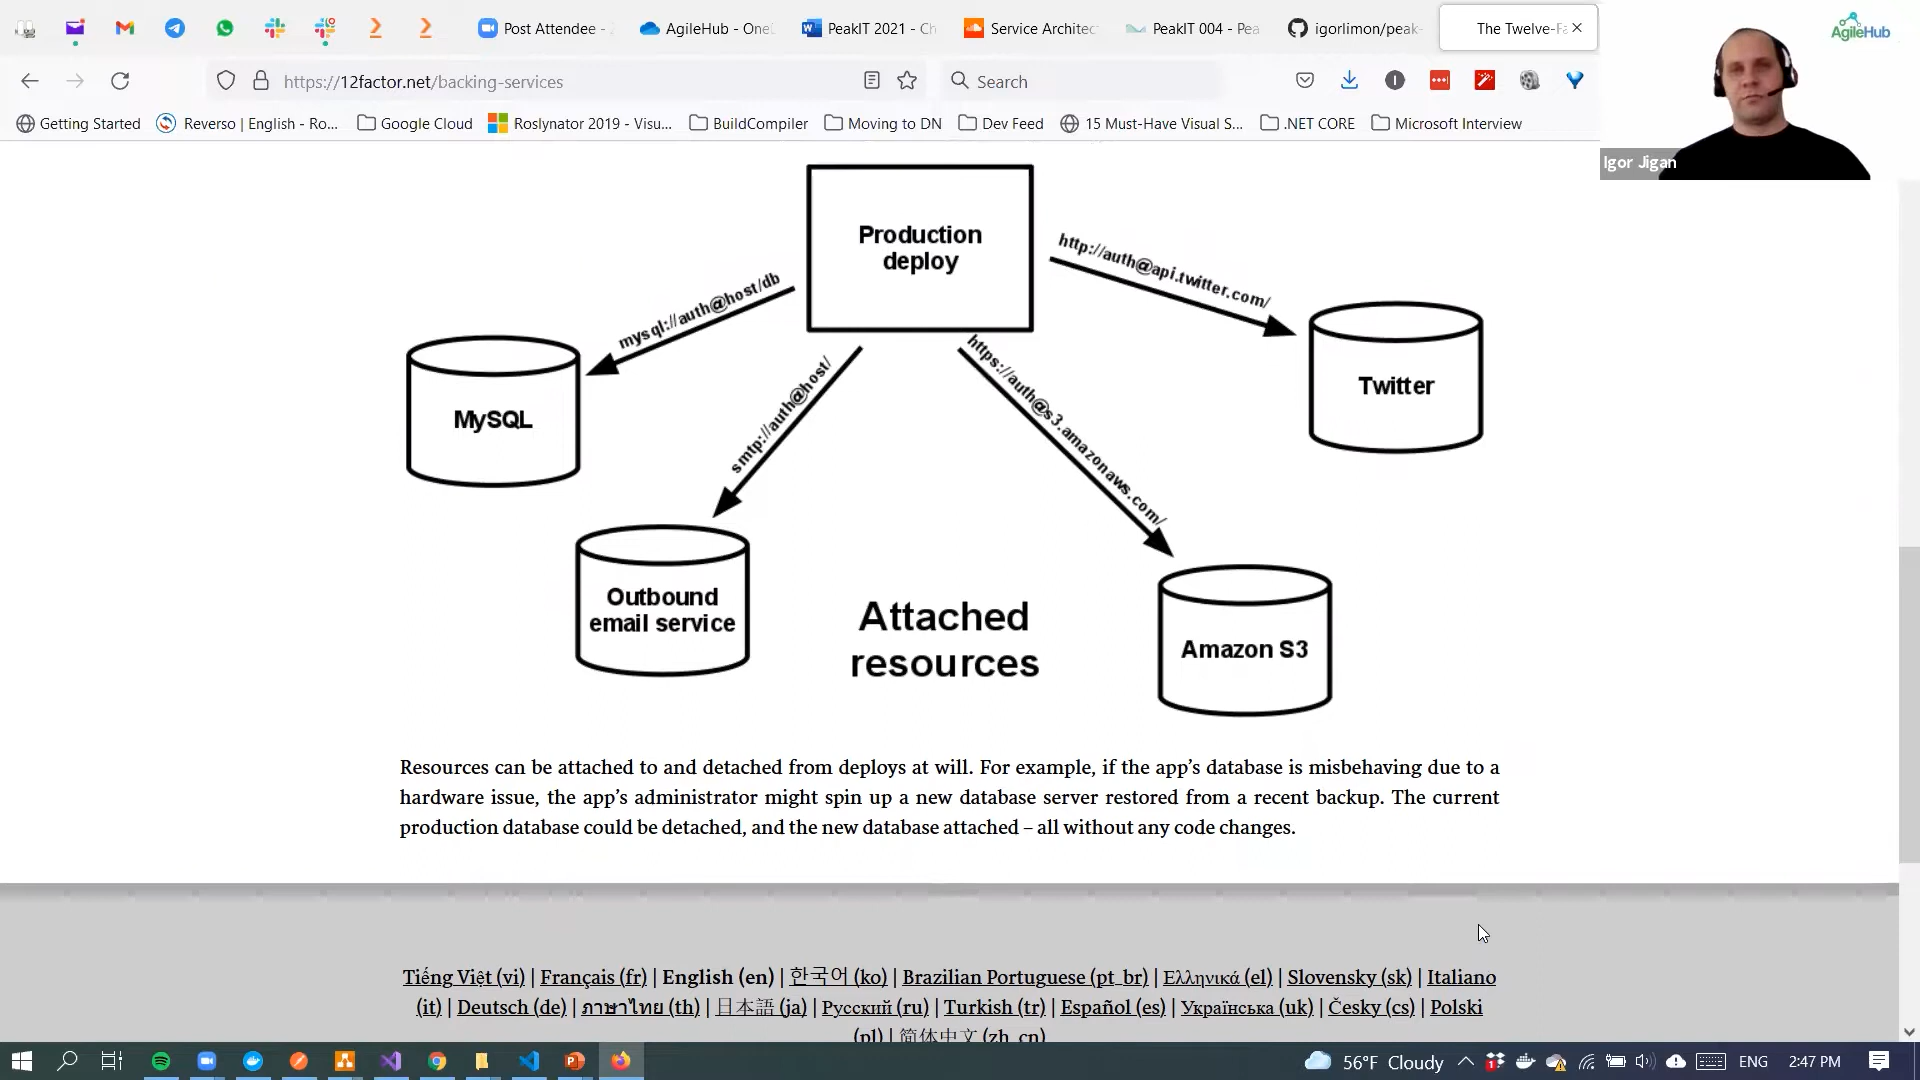 Post Attendee -
AgileHub - OneD
PeakIT 2021 - Ch
Service Architec
PeakIT 004 - Pea
igorlimon/peak-
The Twelve-Fa
AgileHub
https://12factor.net/backing-services
Search
Getting Started
Reverso | English - Ro...
Google Cloud
Roslynator 2019 - Visu...
BuildCompiler
Moving to DN
Dev Feed
15 Must-Have Visual S...
.NET CORE
Microsoft Interview
Igor Jigan
Production
deploy
http://auth@api.twitter.com/
mysql://auth@host/db
smtp://auth@host/
https://auth@s3.amazonaws.com/
Twitter
MySQL
Outbound
email service
Attached
resources
Amazon S3
Resources can be attached to and detached from deploys at will. For example, if the app’s database is misbehaving due to a
hardware issue, the app’s administrator might spin up a new database server restored from a recent backup. The current
production database could be detached, and the new database attached – all without any code changes.
Tiếng Việt (vi) | Français (fr) | English (en) | 한국어 (ko) | Brazilian Portuguese (pt_br) | Ελληνικά (el) | Slovensky (sk) | Italiano
(it) | Deutsch (de) | ภาษาไทย (th) | 日本語 (ja) | Русский (ru) | Turkish (tr) | Español (es) | Українська (uk) | Česky (cs) | Polski
(pl) | 简体中文 (zh_cn)
56°F Cloudy
ENG
2:47 PM